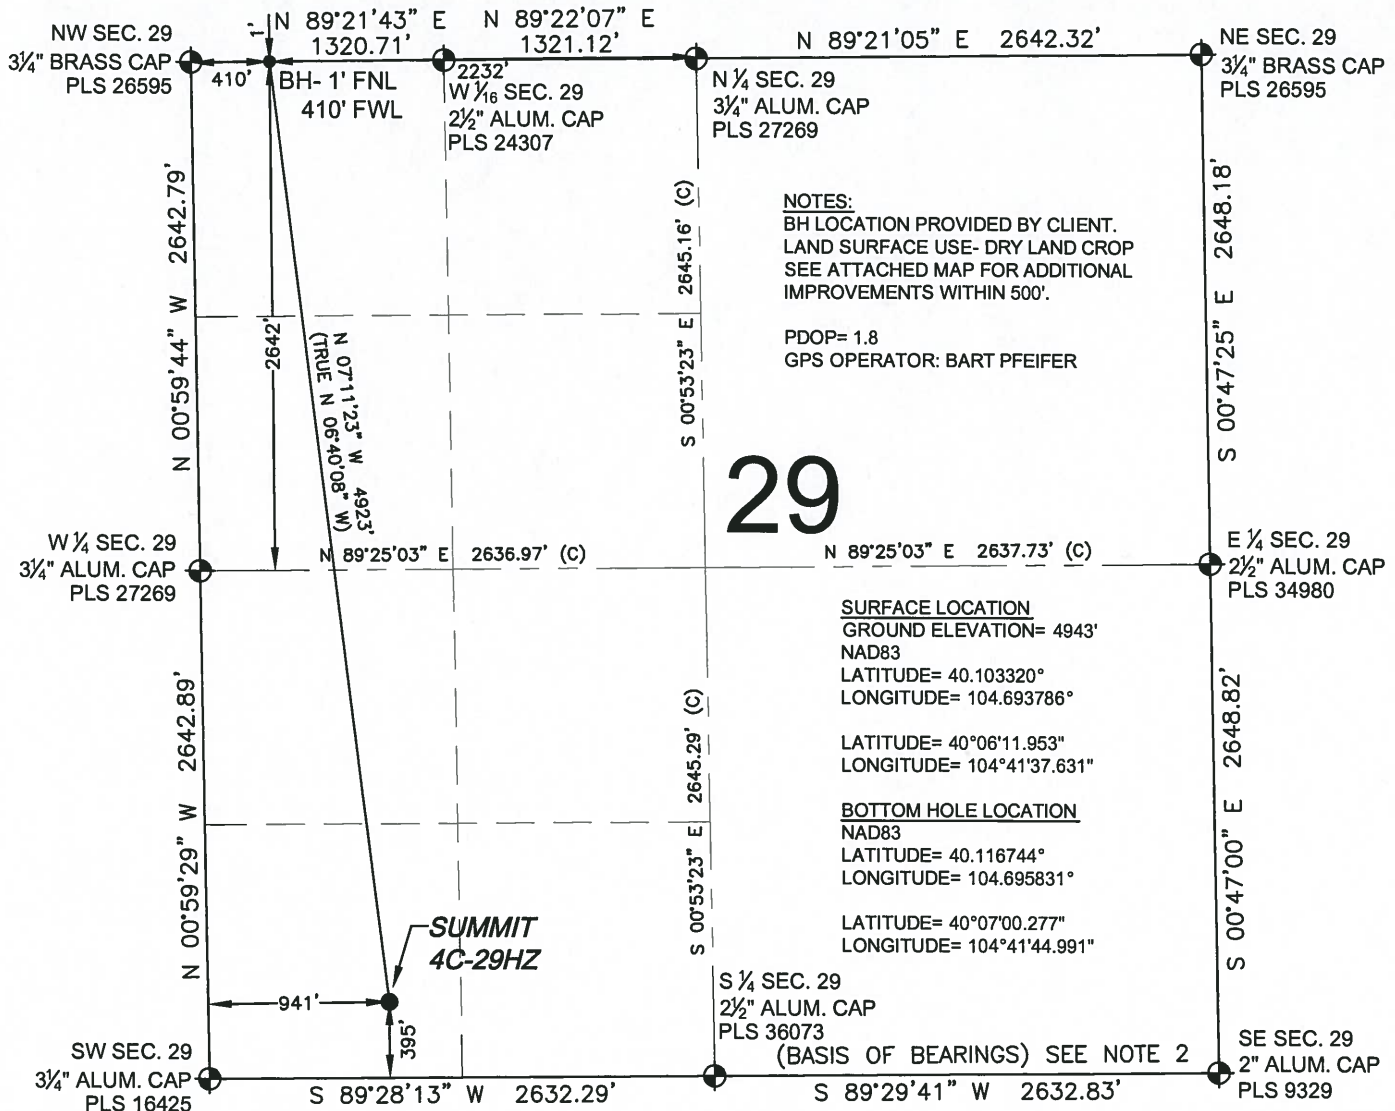 NW SEC. 29
3¼" BRASS CAP
PLS 26595
410'
1'
N 89°21'43" E
1320.71'
N 89°22'07" E
1321.12'
N 89°21'05" E 2642.32'
NE SEC. 29
3¼" BRASS CAP
PLS 26595
BH- 1' FNL
410' FWL
2232'
W 1/16 SEC. 29
2½" ALUM. CAP
PLS 24307
N ¼ SEC. 29
3¼" ALUM. CAP
PLS 27269
N 00°59'44" W 2642.79'
2642'
N 07°11'23" W 4923'
(TRUE N 06°40'08" W)
S 00°53'23" E 2645.16' (C)
NOTES:
BH LOCATION PROVIDED BY CLIENT.
LAND SURFACE USE- DRY LAND CROP
SEE ATTACHED MAP FOR ADDITIONAL
IMPROVEMENTS WITHIN 500'.
PDOP= 1.8
GPS OPERATOR: BART PFEIFER
S 00°47'25" E 2648.18'
29
W ¼ SEC. 29
3¼" ALUM. CAP
PLS 27269
N 89°25'03" E 2636.97' (C)
N 89°25'03" E 2637.73' (C)
E ¼ SEC. 29
2½" ALUM. CAP
PLS 34980
N 00°59'29" W 2642.89'
S 00°53'23" E 2645.29' (C)
SURFACE LOCATION
GROUND ELEVATION= 4943'
NAD83
LATITUDE= 40.103320°
LONGITUDE= 104.693786°
LATITUDE= 40°06'11.953"
LONGITUDE= 104°41'37.631"
BOTTOM HOLE LOCATION
NAD83
LATITUDE= 40.116744°
LONGITUDE= 104.695831°
LATITUDE= 40°07'00.277"
LONGITUDE= 104°41'44.991"
S 00°47'00" E 2648.82'
SUMMIT
4C-29HZ
941'
395'
SW SEC. 29
3¼" ALUM. CAP
PLS 16425
S 89°28'13" W 2632.29'
S ¼ SEC. 29
2½" ALUM. CAP
PLS 36073
(BASIS OF BEARINGS) SEE NOTE 2
S 89°29'41" W 2632.83'
SE SEC. 29
2" ALUM. CAP
PLS 9329